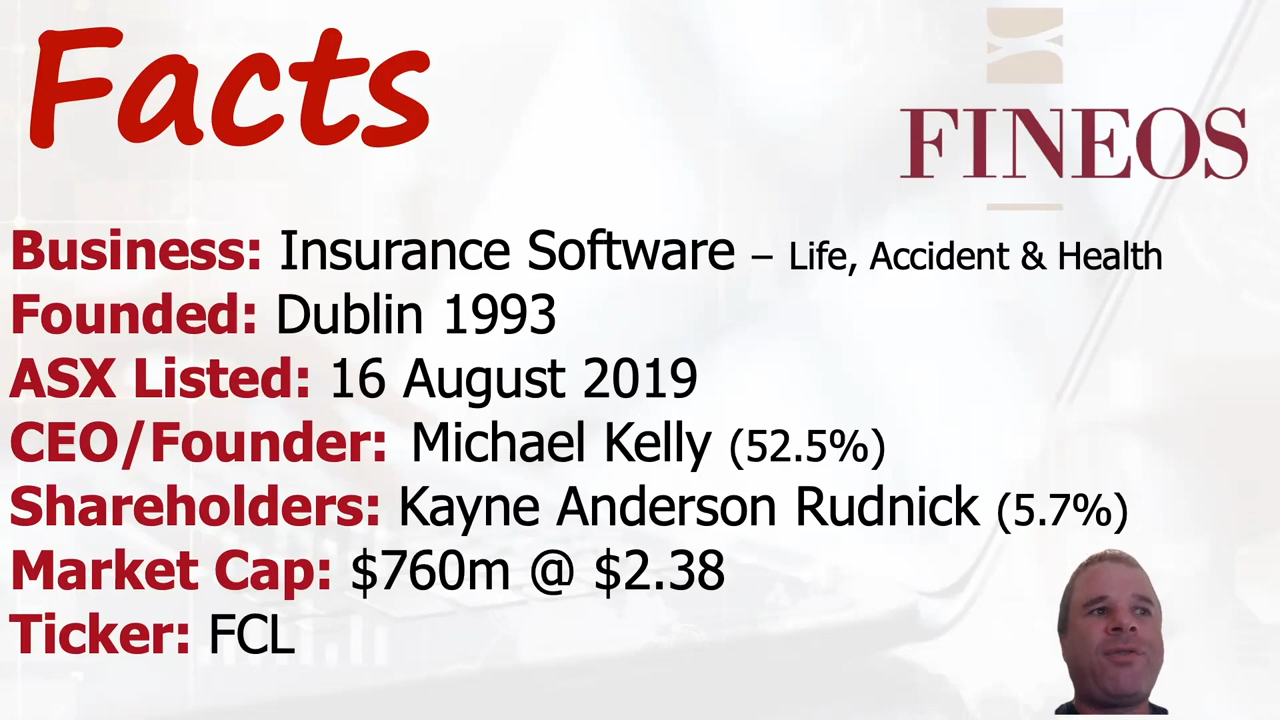 Facts
FINEOS
Business: Insurance Software – Life, Accident & Health
Founded: Dublin 1993
ASX Listed: 16 August 2019
CEO/Founder: Michael Kelly (52.5%)
Shareholders: Kayne Anderson Rudnick (5.7%)
Market Cap: $760m @ $2.38
Ticker: FCL